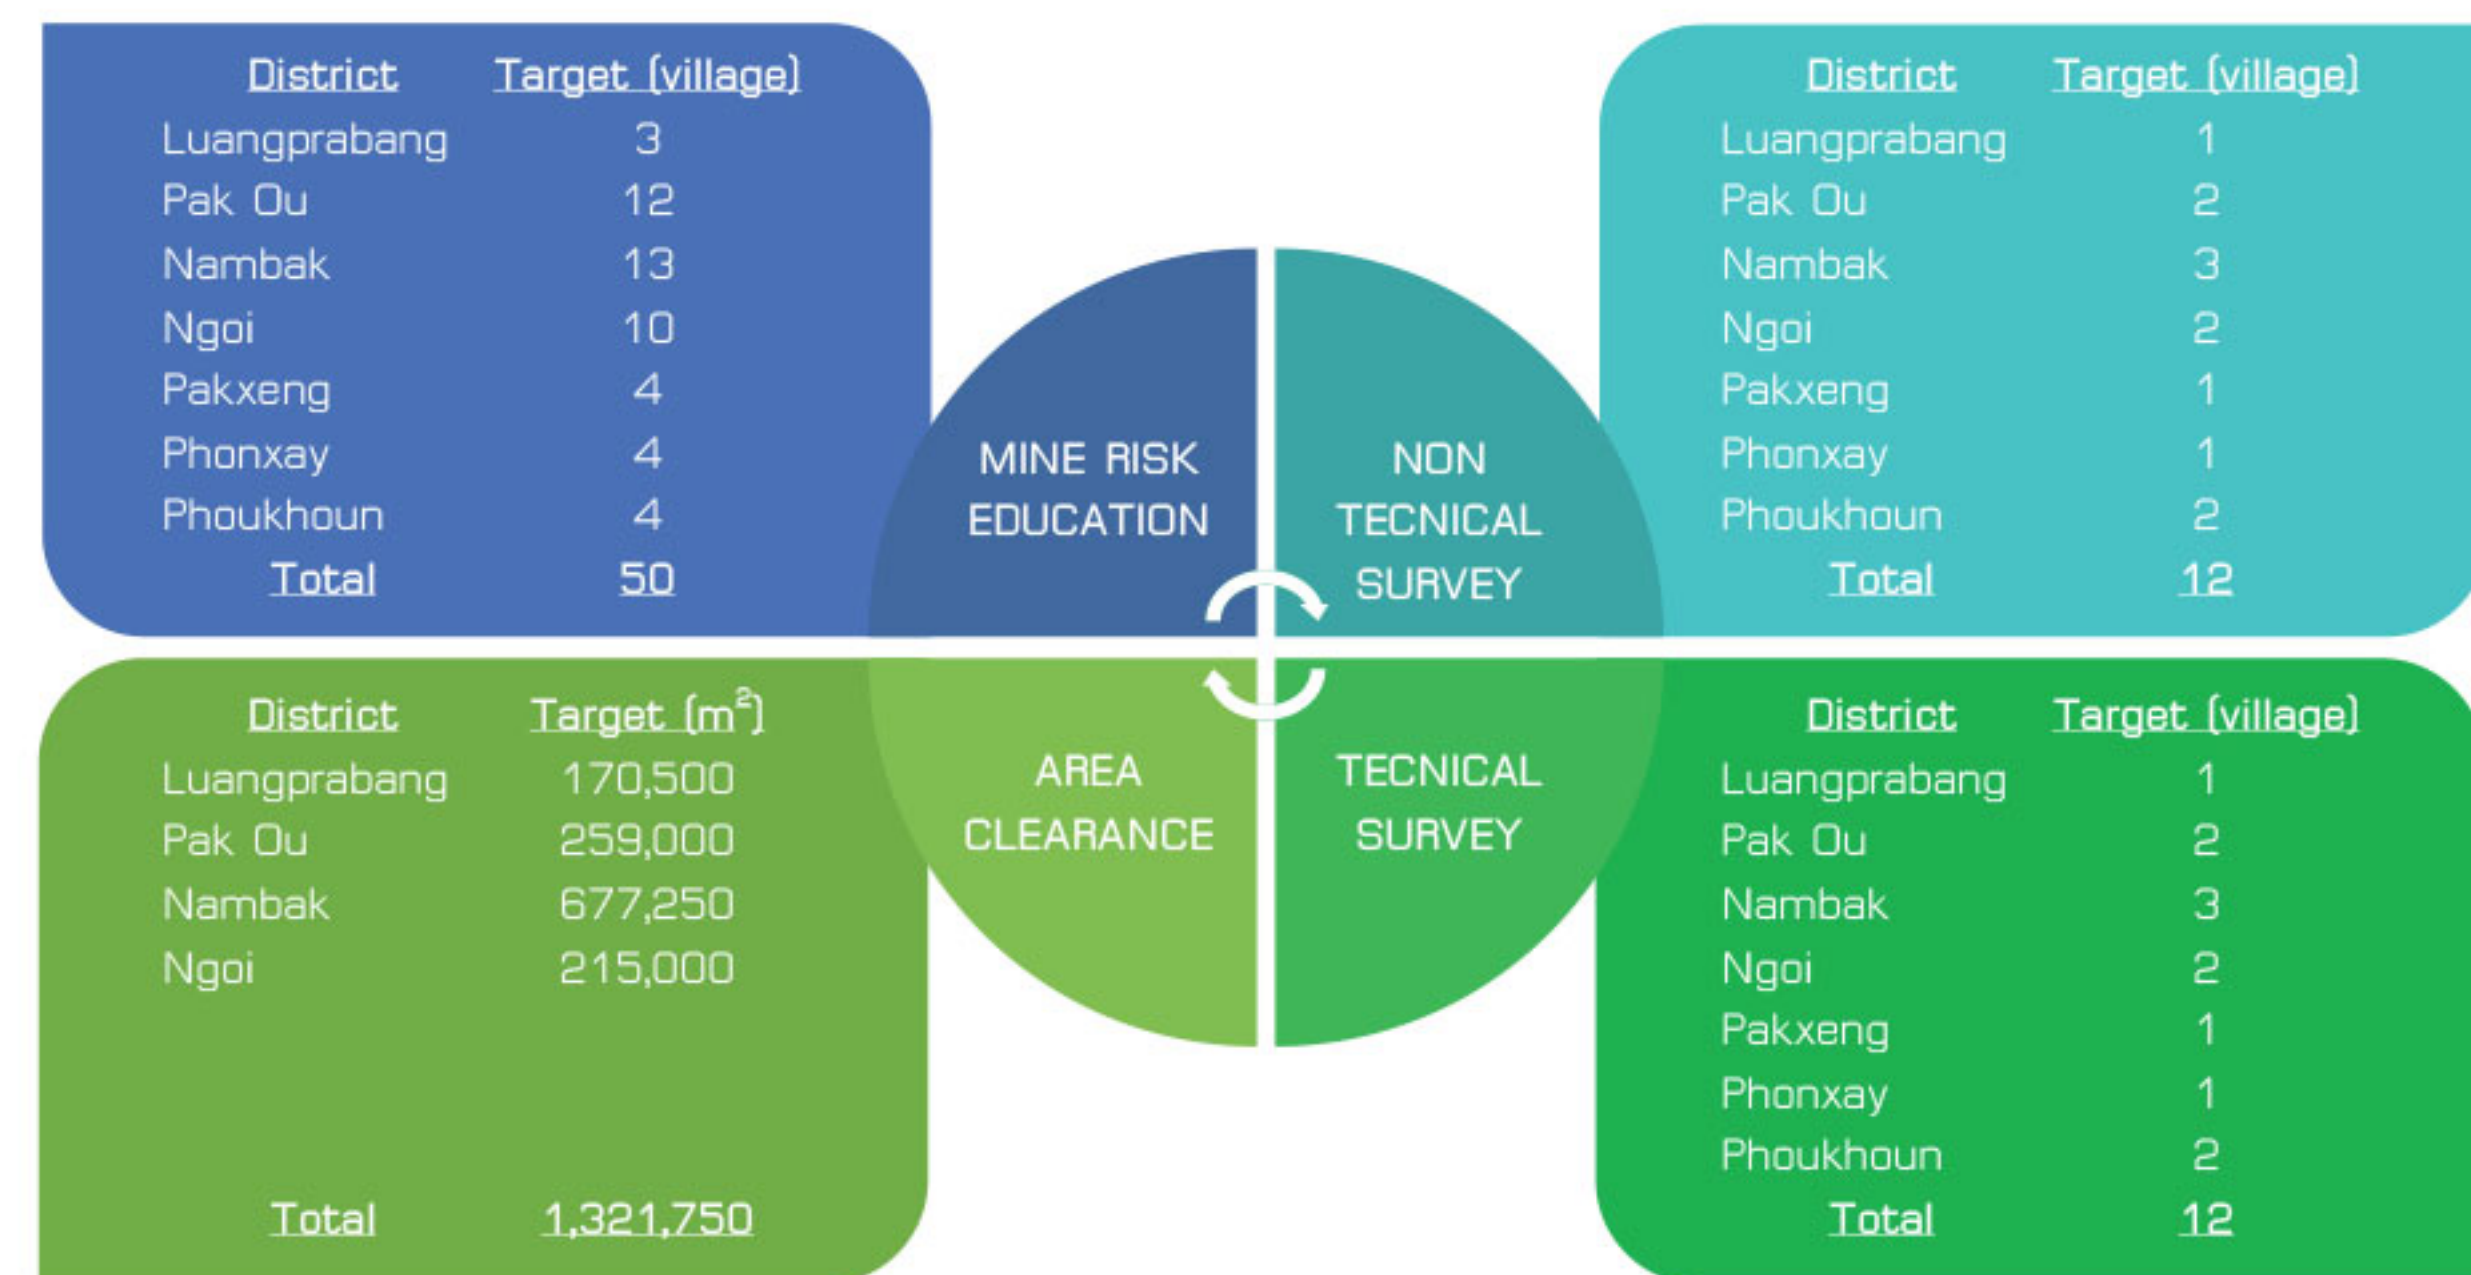 District Target (village)
Luangprabang 3
Pak Ou 12
Nambak 13
Ngoi 10
Pakxeng 4
Phonxay 4
Phoukhoun 4
Total 50
MINE RISK
EDUCATION
NON
TECNICAL
SURVEY
District Target (village)
Luangprabang 1
Pak Ou 2
Nambak 3
Ngoi 2
Pakxeng 1
Phonxay 1
Phoukhoun 2
Total 12
District Target (m²)
Luangprabang 170,500
Pak Ou 259,000
Nambak 677,250
Ngoi 215,000
Total 1,321,750
AREA
CLEARANCE
TECNICAL
SURVEY
District Target (village)
Luangprabang 1
Pak Ou 2
Nambak 3
Ngoi 2
Pakxeng 1
Phonxay 1
Phoukhoun 2
Total 12